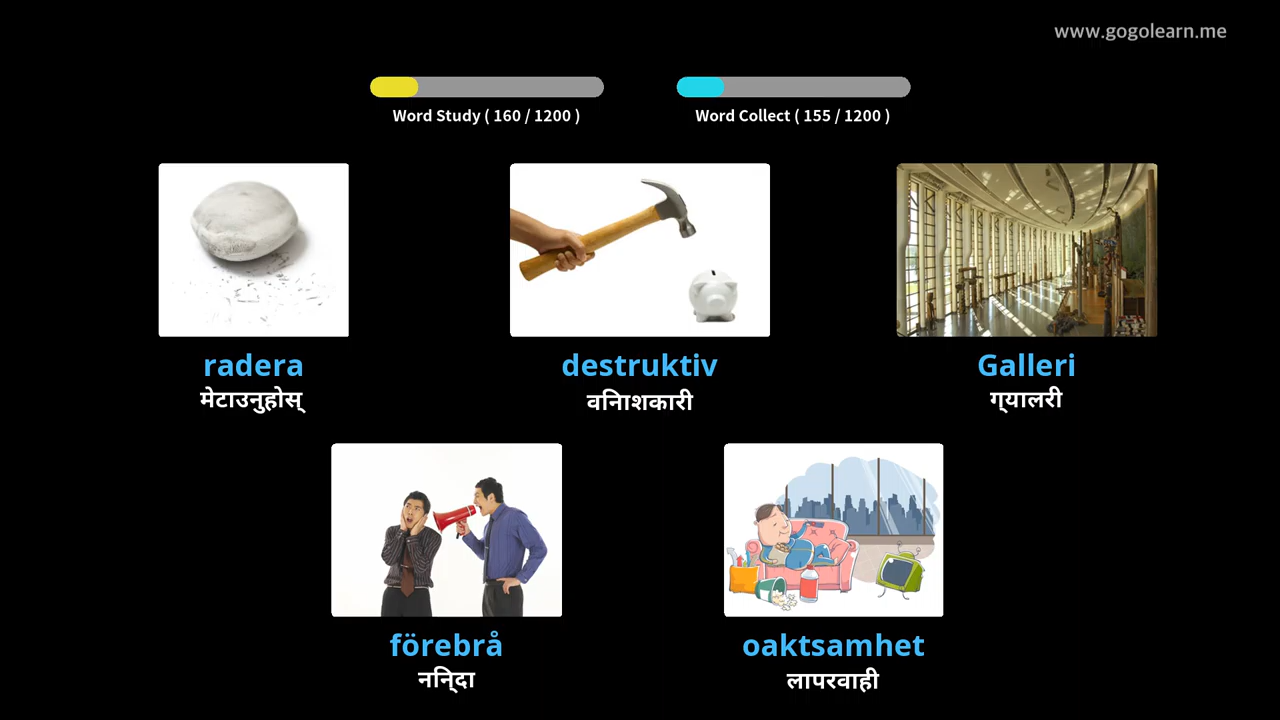 www.gogolearn.me
Word Study ( 160 / 1200 )
Word Collect ( 155 / 1200 )
radera
मेटाउनुहोस्
destruktiv
विनाशकारी
Galleri
ग्यालरी
förebrå
निन्दा
oaktsamhet
लापरवाही